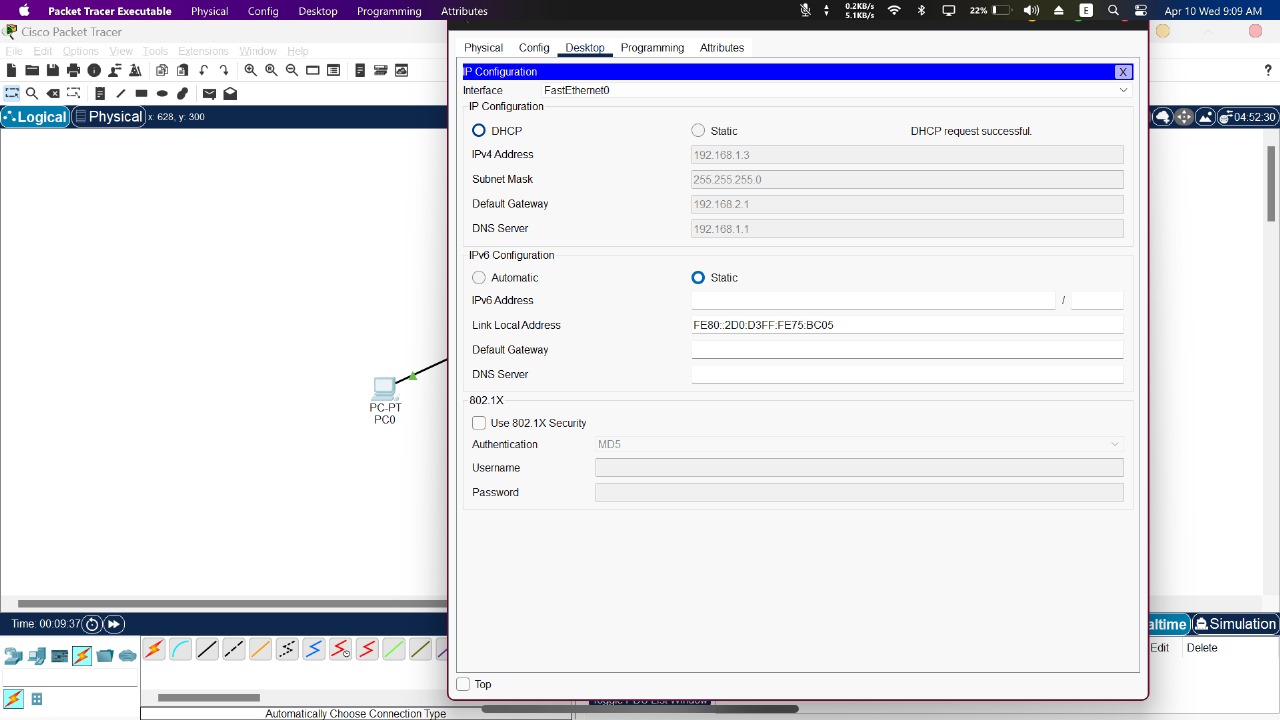 Packet Tracer Executable Physical Config Desktop Programming Attributes 0.2KB/s 5.1KB/s 22% E Apr 10 Wed 9:09 AM
Cisco Packet Tracer
File Edit Options View Tools Extensions Window Help
Logical Physical x: 628, y: 300
04:52:30
Physical Config Desktop Programming Attributes
IP Configuration X
Interface FastEthernet0
IP Configuration
DHCP Static DHCP request successful.
IPv4 Address 192.168.1.3
Subnet Mask 255.255.255.0
Default Gateway 192.168.2.1
DNS Server 192.168.1.1
IPv6 Configuration
Automatic Static
IPv6 Address /
Link Local Address FE80::2D0:D3FF:FE75:BC05
Default Gateway
DNS Server
802.1X
Use 802.1X Security
Authentication MD5
Username
Password
Top
PC-PT
PC0
Time: 00:09:37
altime Simulation
Edit Delete
Automatically Choose Connection Type